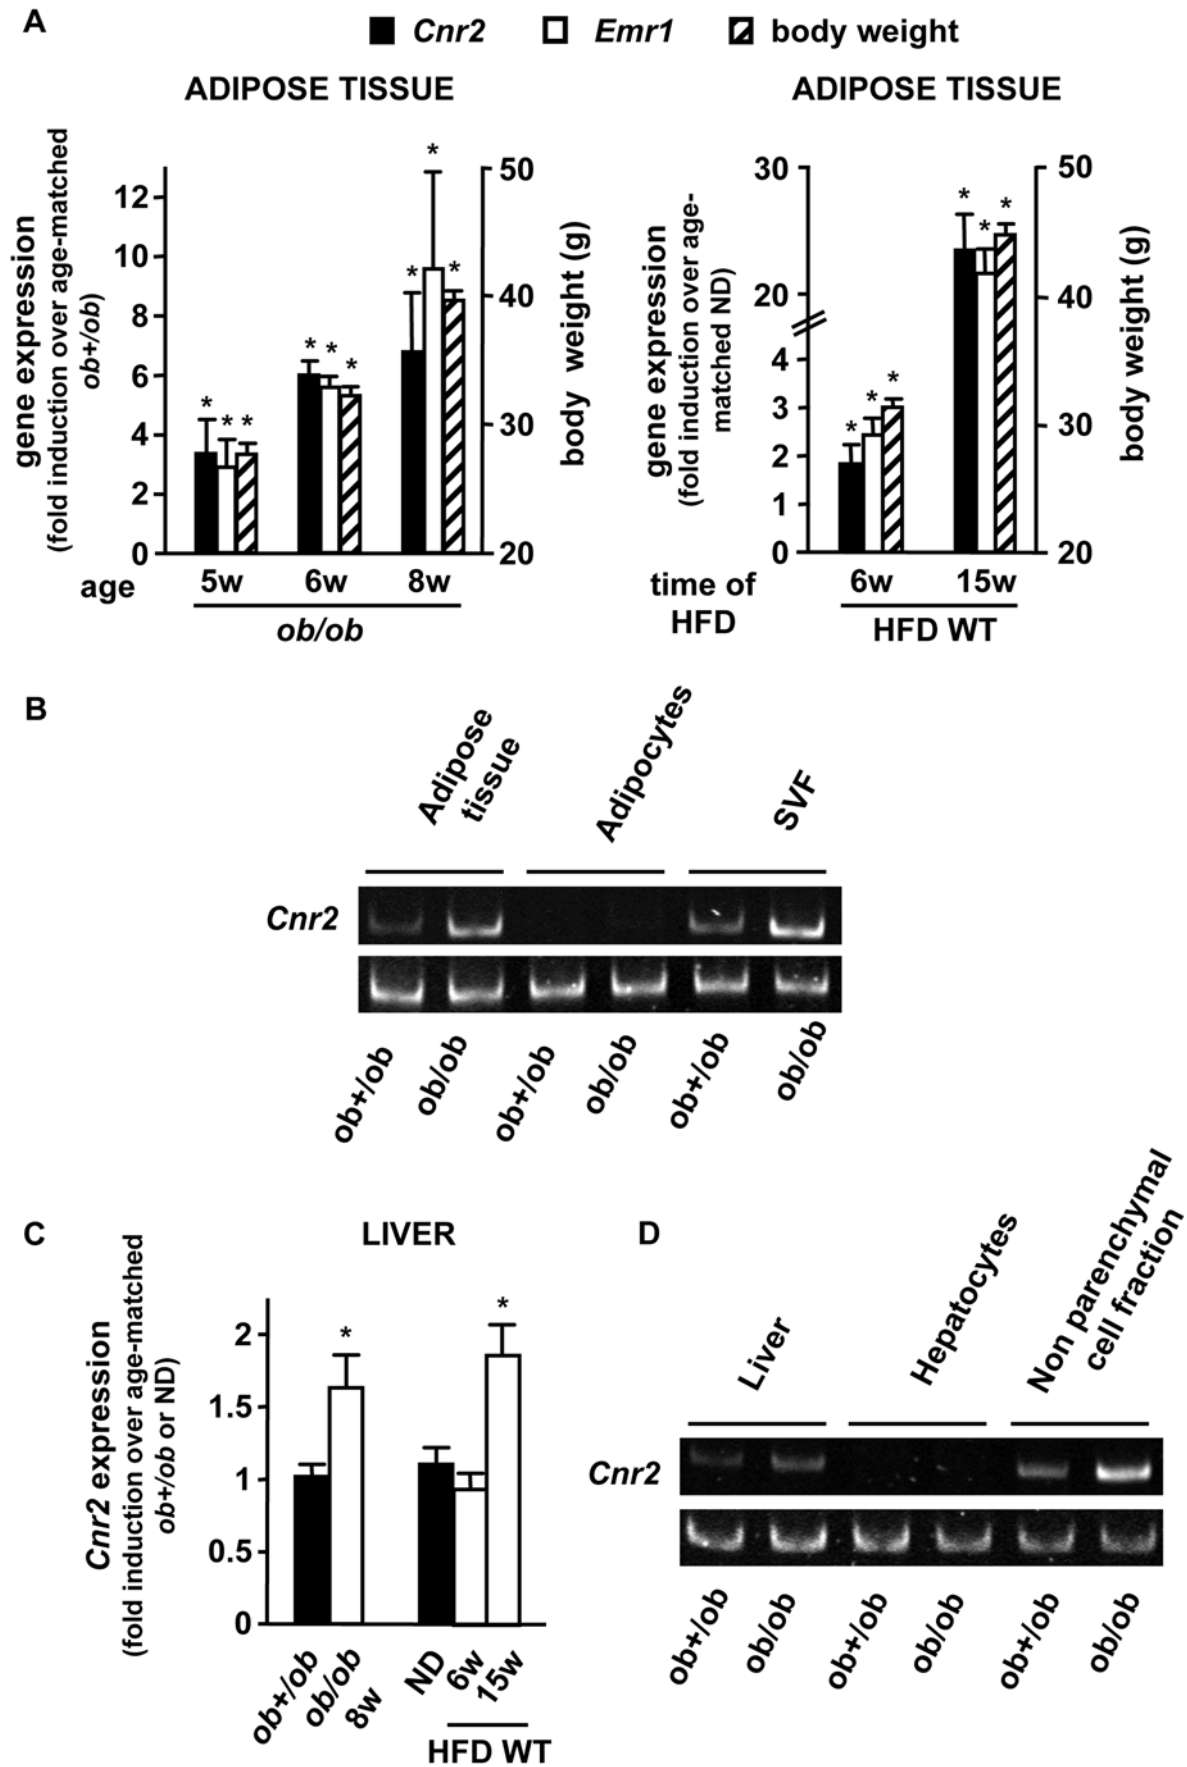 A
Cnr2 Emr1 body weight
ADIPOSE TISSUE
gene expression
(fold induction over age-matched
ob+/ob)
12
10
8
6
4
2
0
* * *
* * *
* * *
50
40
30
20
body weight (g)
age 5w 6w 8w
ob/ob
ADIPOSE TISSUE
gene expression
(fold induction over age-
matched ND)
30
20
4
3
2
1
0
* * *
* * *
50
40
30
20
body weight (g)
time of
HFD
6w 15w
HFD WT
B
Adipose
tissue
Adipocytes
SVF
Cnr2
ob+/ob ob/ob ob+/ob ob/ob ob+/ob ob/ob
C
LIVER
Cnr2 expression
(fold induction over age-matched
ob+/ob or ND)
2
1.5
1
0.5
0
* *
ob+/ob
ob/ob
8w
ND
6w
15w
HFD WT
D
Liver
Hepatocytes
Non parenchymal
cell fraction
Cnr2
ob+/ob ob/ob ob+/ob ob/ob ob+/ob ob/ob